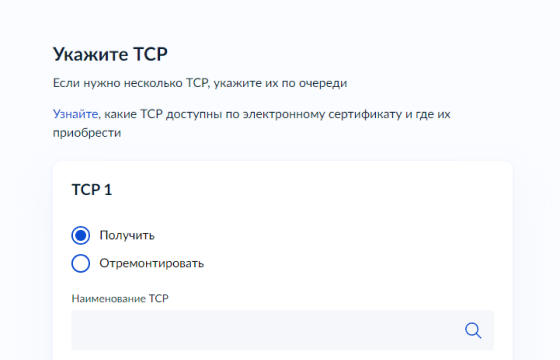 Укажите ТСР
Если нужно несколько ТСР, укажите их по очереди
Узнайте, какие ТСР доступны по электронному сертификату и где их
приобрести
ТСР 1
Получить
Отремонтировать
Наименование ТСР